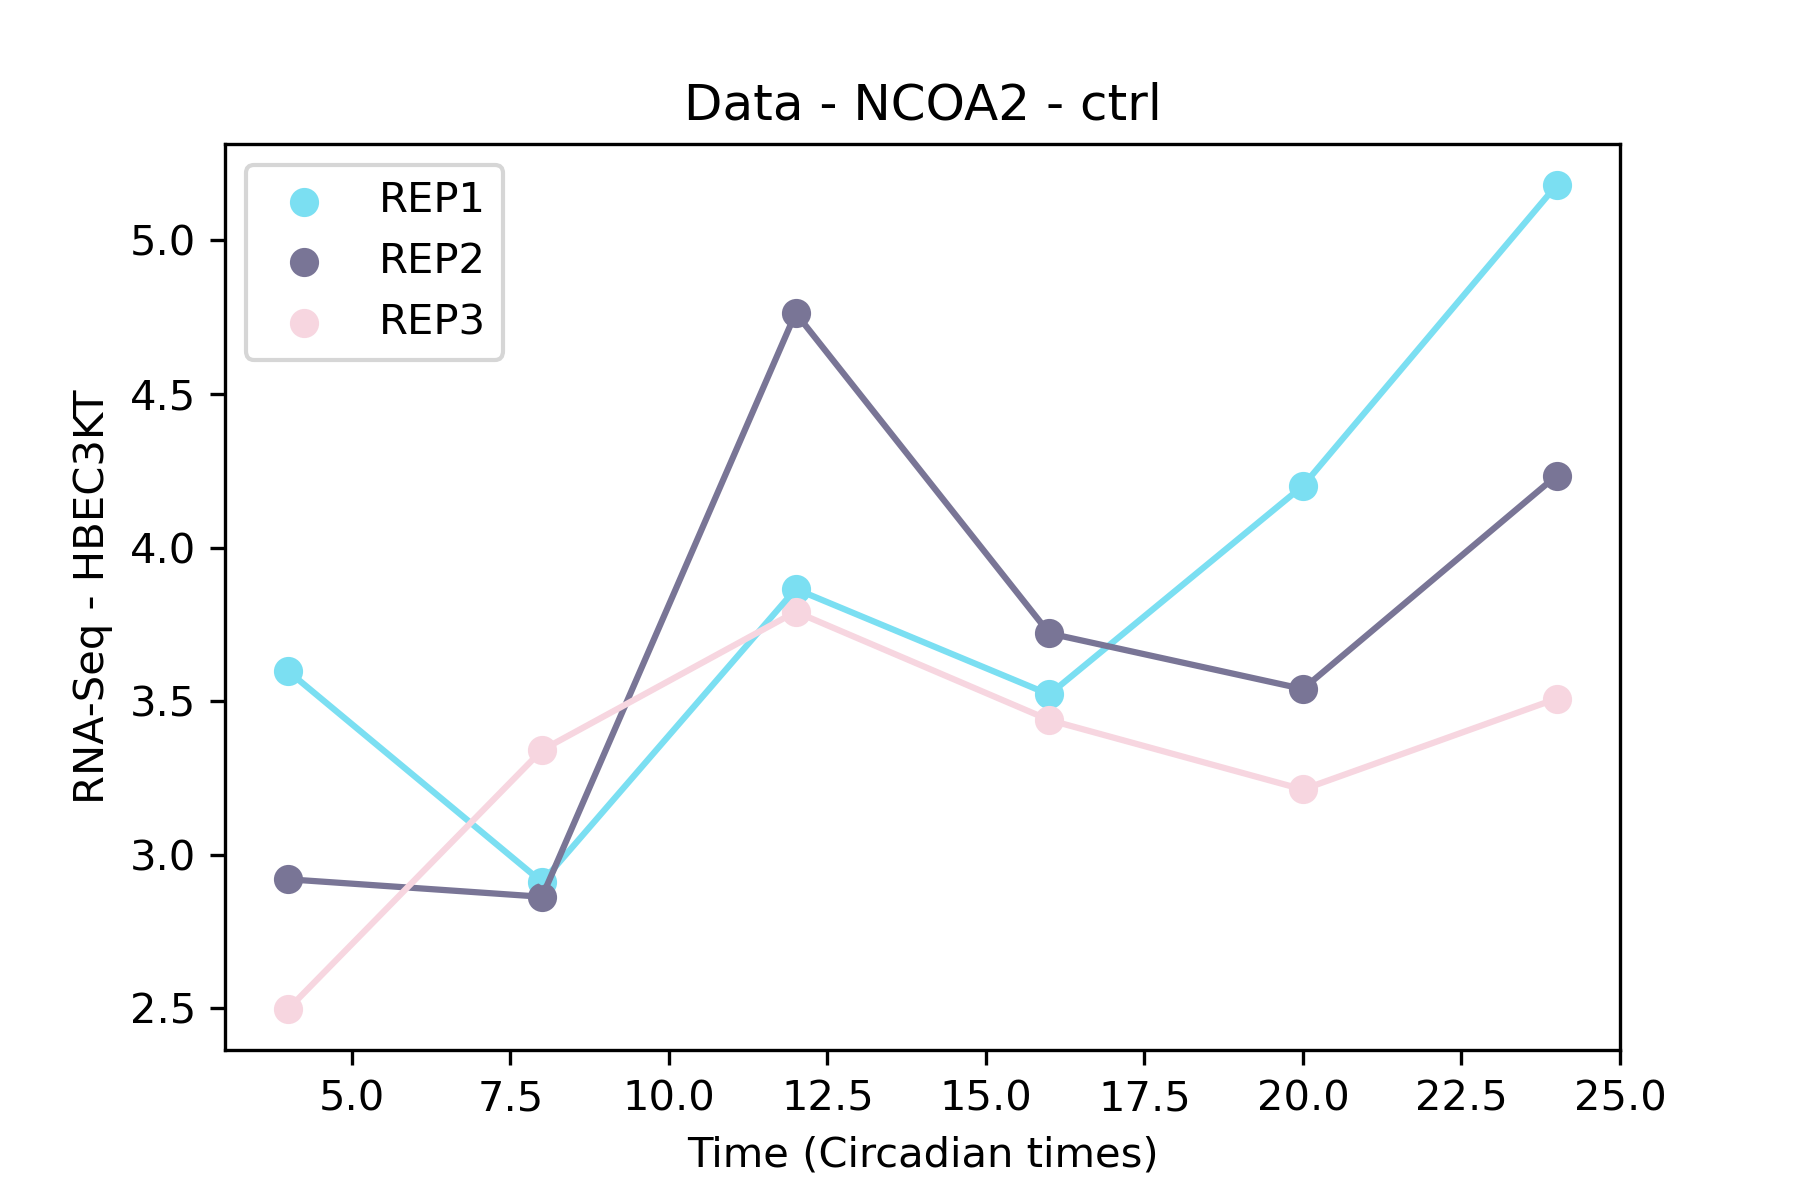 Data - NCOA2 - ctrl
REP1
REP2
REP3
RNA-Seq - HBEC3KT
5.0
4.5
4.0
3.5
3.0
2.5
5.0 7.5 10.0 12.5 15.0 17.5 20.0 22.5 25.0
Time (Circadian times)